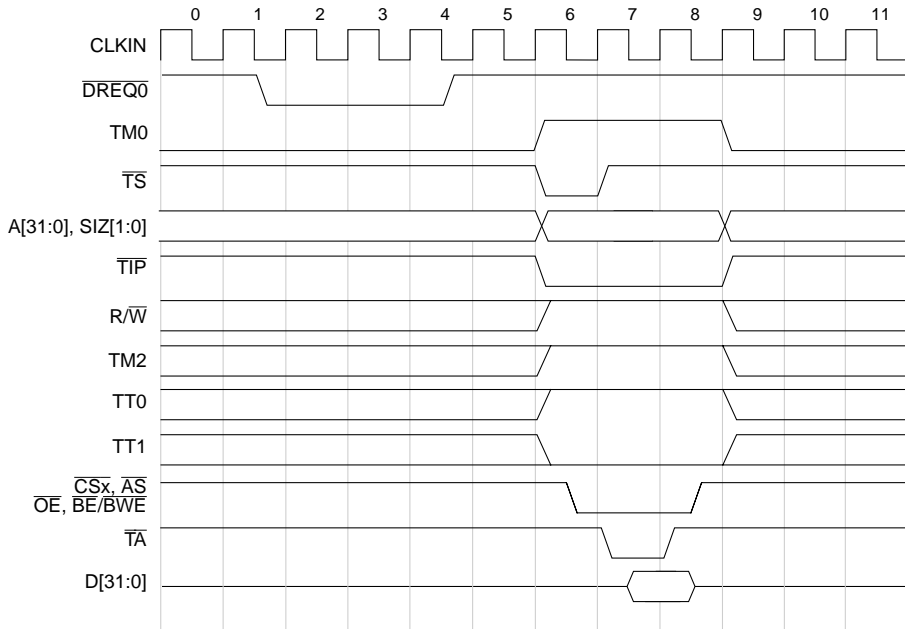 0 1 2 3 4 5 6 7 8 9 10 11
CLKIN
DREQ0
TM0
TS
A[31:0], SIZ[1:0]
TIP
R/W
TM2
TT0
TT1
CSx, AS
OE, BE/BWE
TA
D[31:0]